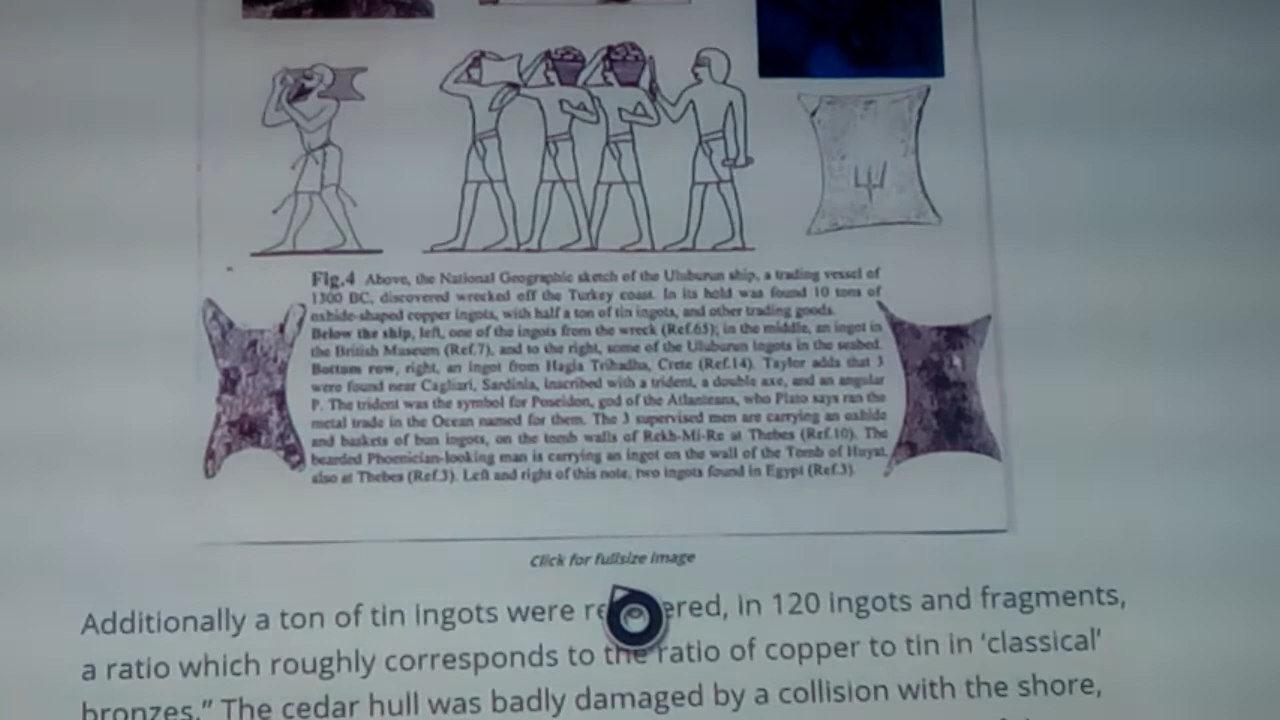 Fig.4 Above, the National Geographic sketch of the Uluburun ship, a trading vessel of
1300 BC, discovered wrecked off the Turkey coast. In its hold was found 10 tons of
oxhide-shaped copper ingots, with half a ton of tin ingots, and other trading goods.
Below the ship, left, one of the ingots from the wreck (Ref.65); in the middle, an ingot in
the British Museum (Ref.7), and to the right, some of the Uluburun ingots in the seabed.
Bottom row, right, an ingot from Hagia Trihadha, Crete (Ref.14). Taylor adds that 3
were found near Cagliari, Sardinia, inscribed with a trident, a double axe, and an angular
P. The trident was the symbol for Poseidon, god of the Atlanteans, who Plato says ran the
metal trade in the Ocean named for them. The 3 supervised men are carrying an oxhide
and baskets of bun ingots, on the tomb walls of Rekh-Mi-Re at Thebes (Ref.10). The
bearded Phoenician-looking man is carrying an ingot on the wall of the Tomb of Huya,
also at Thebes (Ref.3). Left and right of this note, two ingots found in Egypt (Ref.3).
Click for fullsize image
Additionally a ton of tin ingots were re ered, in 120 ingots and fragments,
a ratio which roughly corresponds to the ratio of copper to tin in ‘classical’
bronzes.” The cedar hull was badly damaged by a collision with the shore,